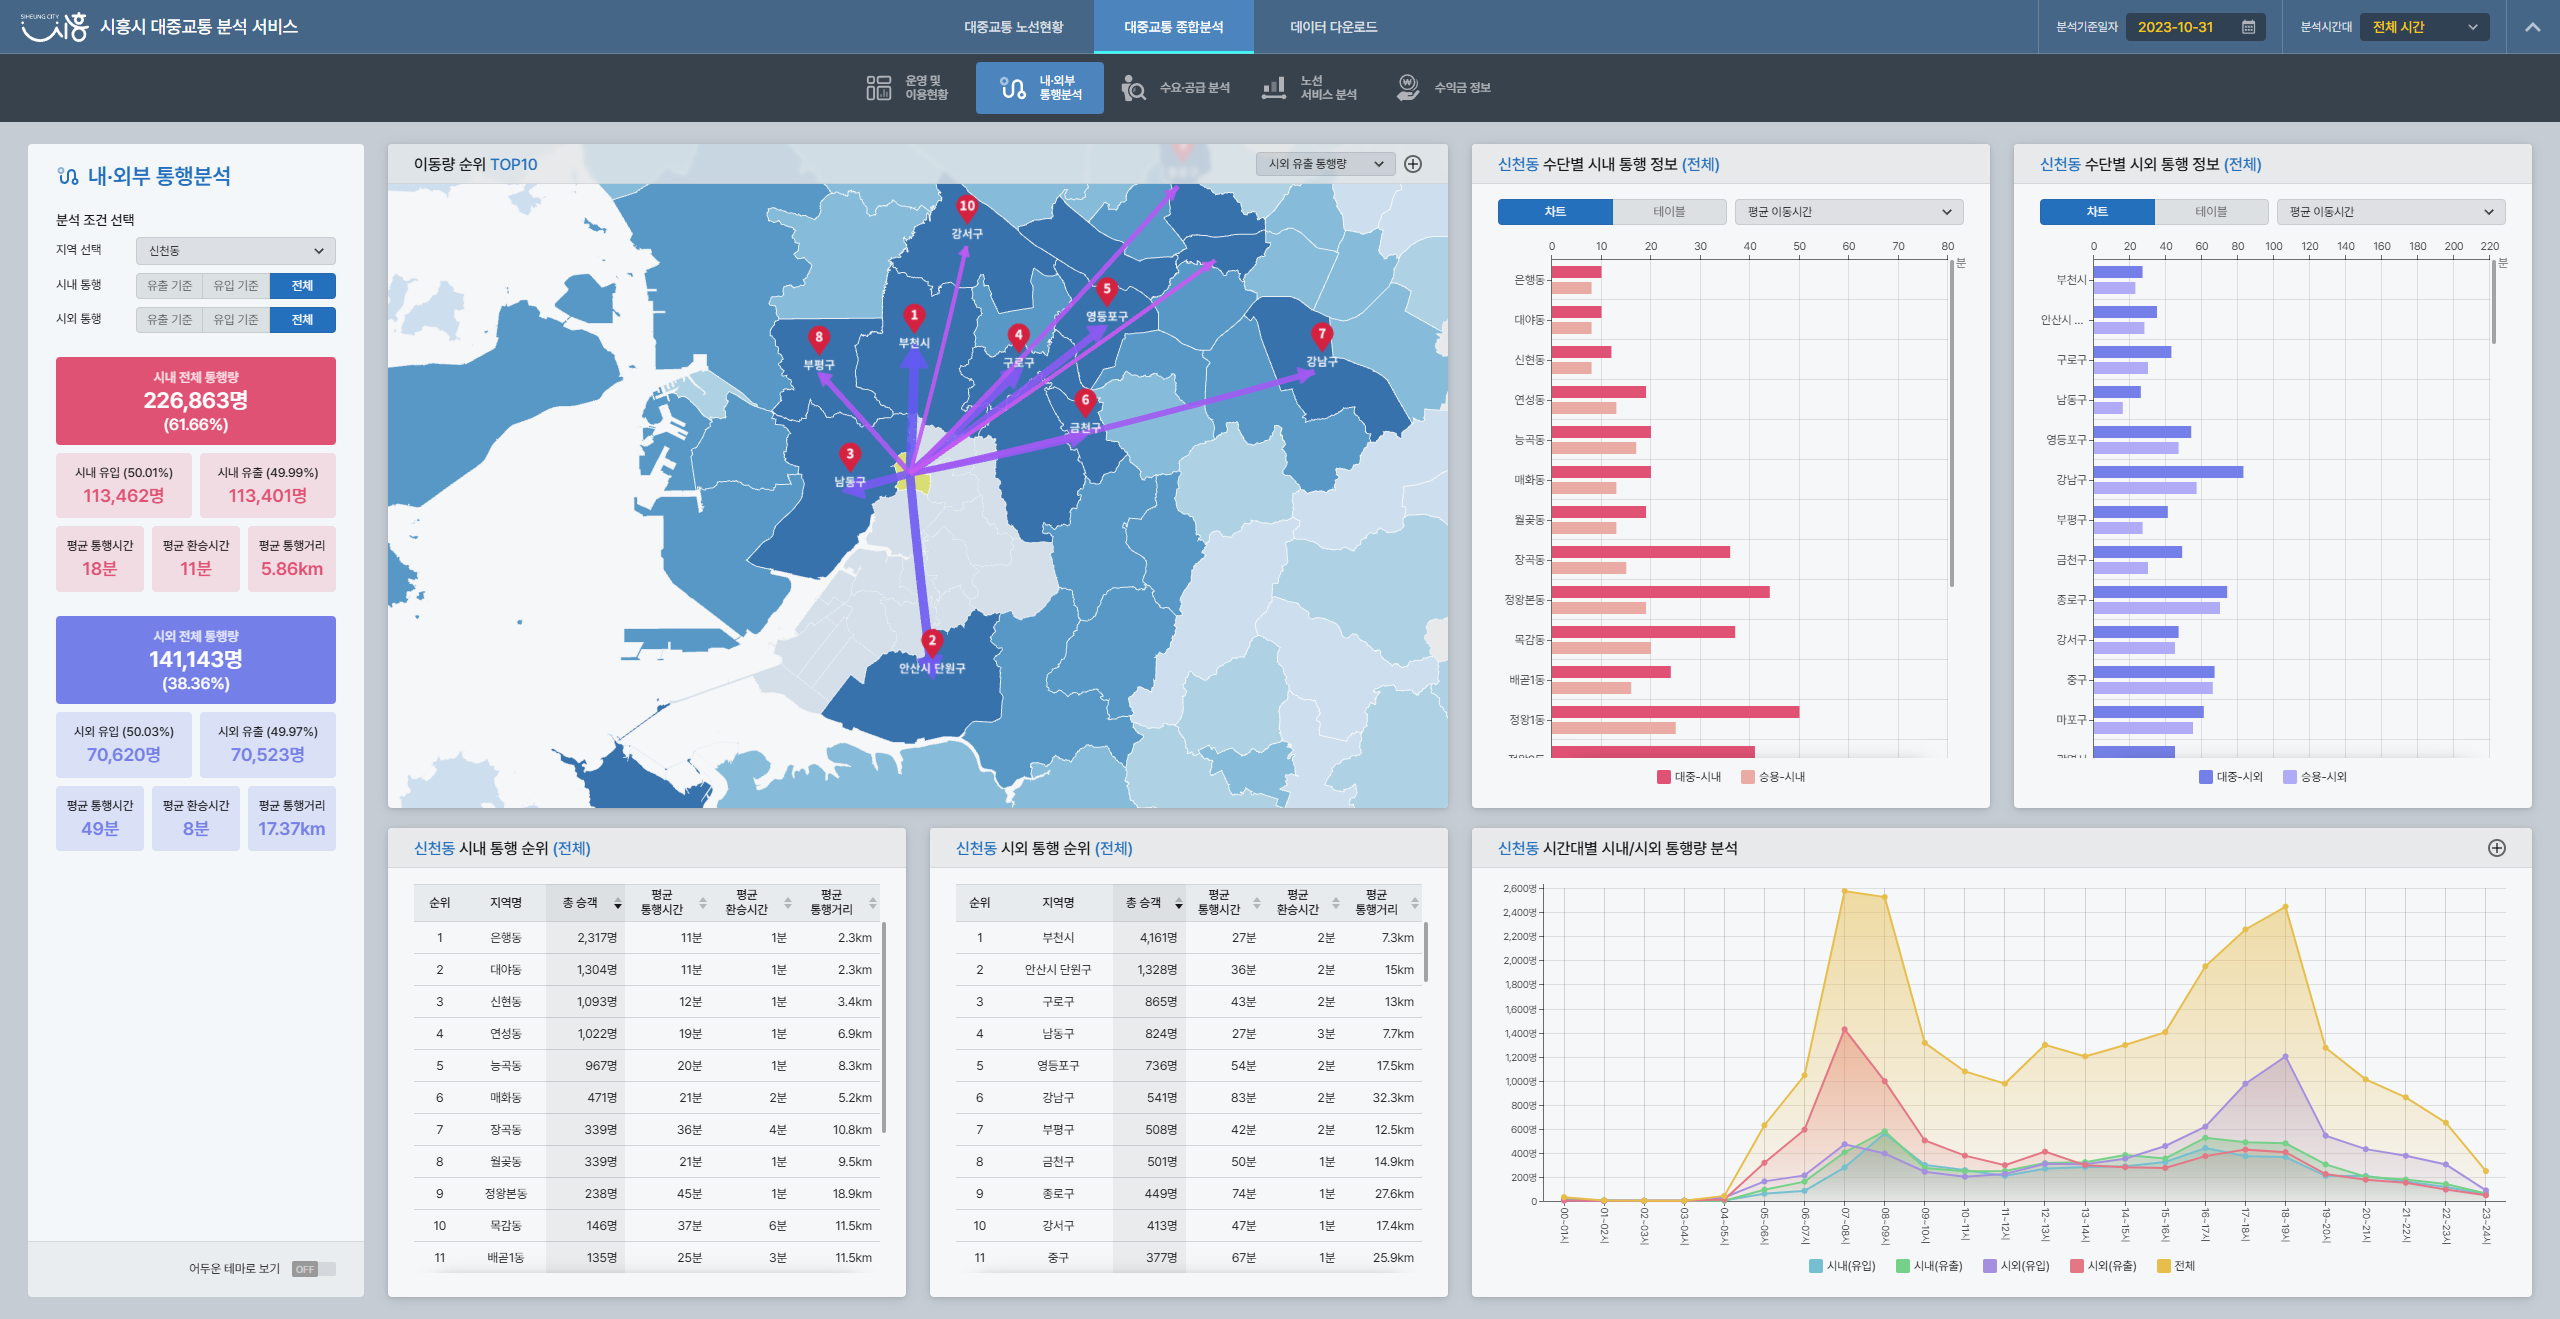 SIHEUNG CITY
시흥 시흥시 대중교통 분석 서비스
대중교통 노선현황
대중교통 종합분석
데이터 다운로드
분석기준일자 2023-10-31
분석시간대 전체 시간
운영 및
이용현황
내·외부
통행분석
수요·공급 분석
노선
서비스 분석
수익금 정보
내·외부 통행분석
분석 조건 선택
지역 선택 신천동
시내 통행 유출 기준 유입 기준 전체
시외 통행 유출 기준 유입 기준 전체
시내 전체 통행량
226,863명
(61.66%)
시내 유입 (50.01%) 시내 유출 (49.99%)
113,462명 113,401명
평균 통행시간 평균 환승시간 평균 통행거리
18분 11분 5.86km
시외 전체 통행량
141,143명
(38.36%)
시외 유입 (50.03%) 시외 유출 (49.97%)
70,620명 70,523명
평균 통행시간 평균 환승시간 평균 통행거리
49분 8분 17.37km
어두운 테마로 보기 OFF
이동량 순위 TOP10
시외 유출 통행량
10
강서구
5
영등포구
1
부천시
8
부평구
4
구로구
7
강남구
6
금천구
3
남동구
2
안산시 단원구
신천동 수단별 시내 통행 정보 (전체)
차트 테이블 평균 이동시간
0 10 20 30 40 50 60 70 80
분
은행동
대야동
신현동
연성동
능곡동
매화동
월곶동
장곡동
정왕본동
목감동
배곧1동
정왕1동
대중-시내 승용-시내
신천동 수단별 시외 통행 정보 (전체)
차트 테이블 평균 이동시간
0 20 40 60 80 100 120 140 160 180 200 220
분
부천시
안산시 ...
구로구
남동구
영등포구
강남구
부평구
금천구
종로구
강서구
중구
마포구
대중-시외 승용-시외
신천동 시내 통행 순위 (전체)
순위 지역명 총 승객 평균 통행시간 평균 환승시간 평균 통행거리
1 은행동 2,317명 11분 1분 2.3km
2 대야동 1,304명 11분 1분 2.3km
3 신현동 1,093명 12분 1분 3.4km
4 연성동 1,022명 19분 1분 6.9km
5 능곡동 967명 20분 1분 8.3km
6 매화동 471명 21분 2분 5.2km
7 장곡동 339명 36분 4분 10.8km
8 월곶동 339명 21분 1분 9.5km
9 정왕본동 238명 45분 1분 18.9km
10 목감동 146명 37분 6분 11.5km
11 배곧1동 135명 25분 3분 11.5km
신천동 시외 통행 순위 (전체)
순위 지역명 총 승객 평균 통행시간 평균 환승시간 평균 통행거리
1 부천시 4,161명 27분 2분 7.3km
2 안산시 단원구 1,328명 36분 2분 15km
3 구로구 865명 43분 2분 13km
4 남동구 824명 27분 3분 7.7km
5 영등포구 736명 54분 2분 17.5km
6 강남구 541명 83분 2분 32.3km
7 부평구 508명 42분 2분 12.5km
8 금천구 501명 50분 1분 14.9km
9 종로구 449명 74분 1분 27.6km
10 강서구 413명 47분 1분 17.4km
11 중구 377명 67분 1분 25.9km
신천동 시간대별 시내/시외 통행량 분석
2,600명
2,400명
2,200명
2,000명
1,800명
1,600명
1,400명
1,200명
1,000명
800명
600명
400명
200명
0
00~01시 01~02시 02~03시 03~04시 04~05시 05~06시 06~07시 07~08시 08~09시 09~10시 10~11시 11~12시 12~13시 13~14시 14~15시 15~16시 16~17시 17~18시 18~19시 19~20시 20~21시 21~22시 22~23시 23~24시
시내(유입) 시내(유출) 시외(유입) 시외(유출) 전체